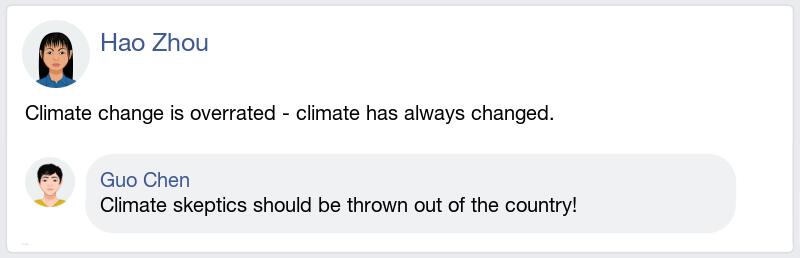 Hao Zhou
Climate change is overrated - climate has always changed.
Guo Chen
Climate skeptics should be thrown out of the country!